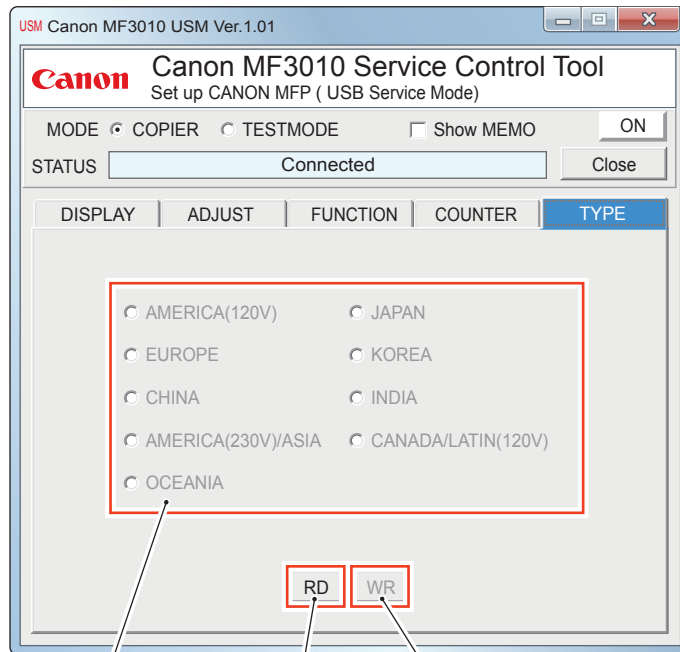 USM Canon MF3010 USM Ver.1.01
Canon Canon MF3010 Service Control Tool
Set up CANON MFP ( USB Service Mode)
MODE COPIER TESTMODE Show MEMO ON
STATUS Connected Close
DISPLAY ADJUST FUNCTION COUNTER TYPE
AMERICA(120V) JAPAN
EUROPE KOREA
CHINA INDIA
AMERICA(230V)/ASIA CANADA/LATIN(120V)
OCEANIA
RD WR